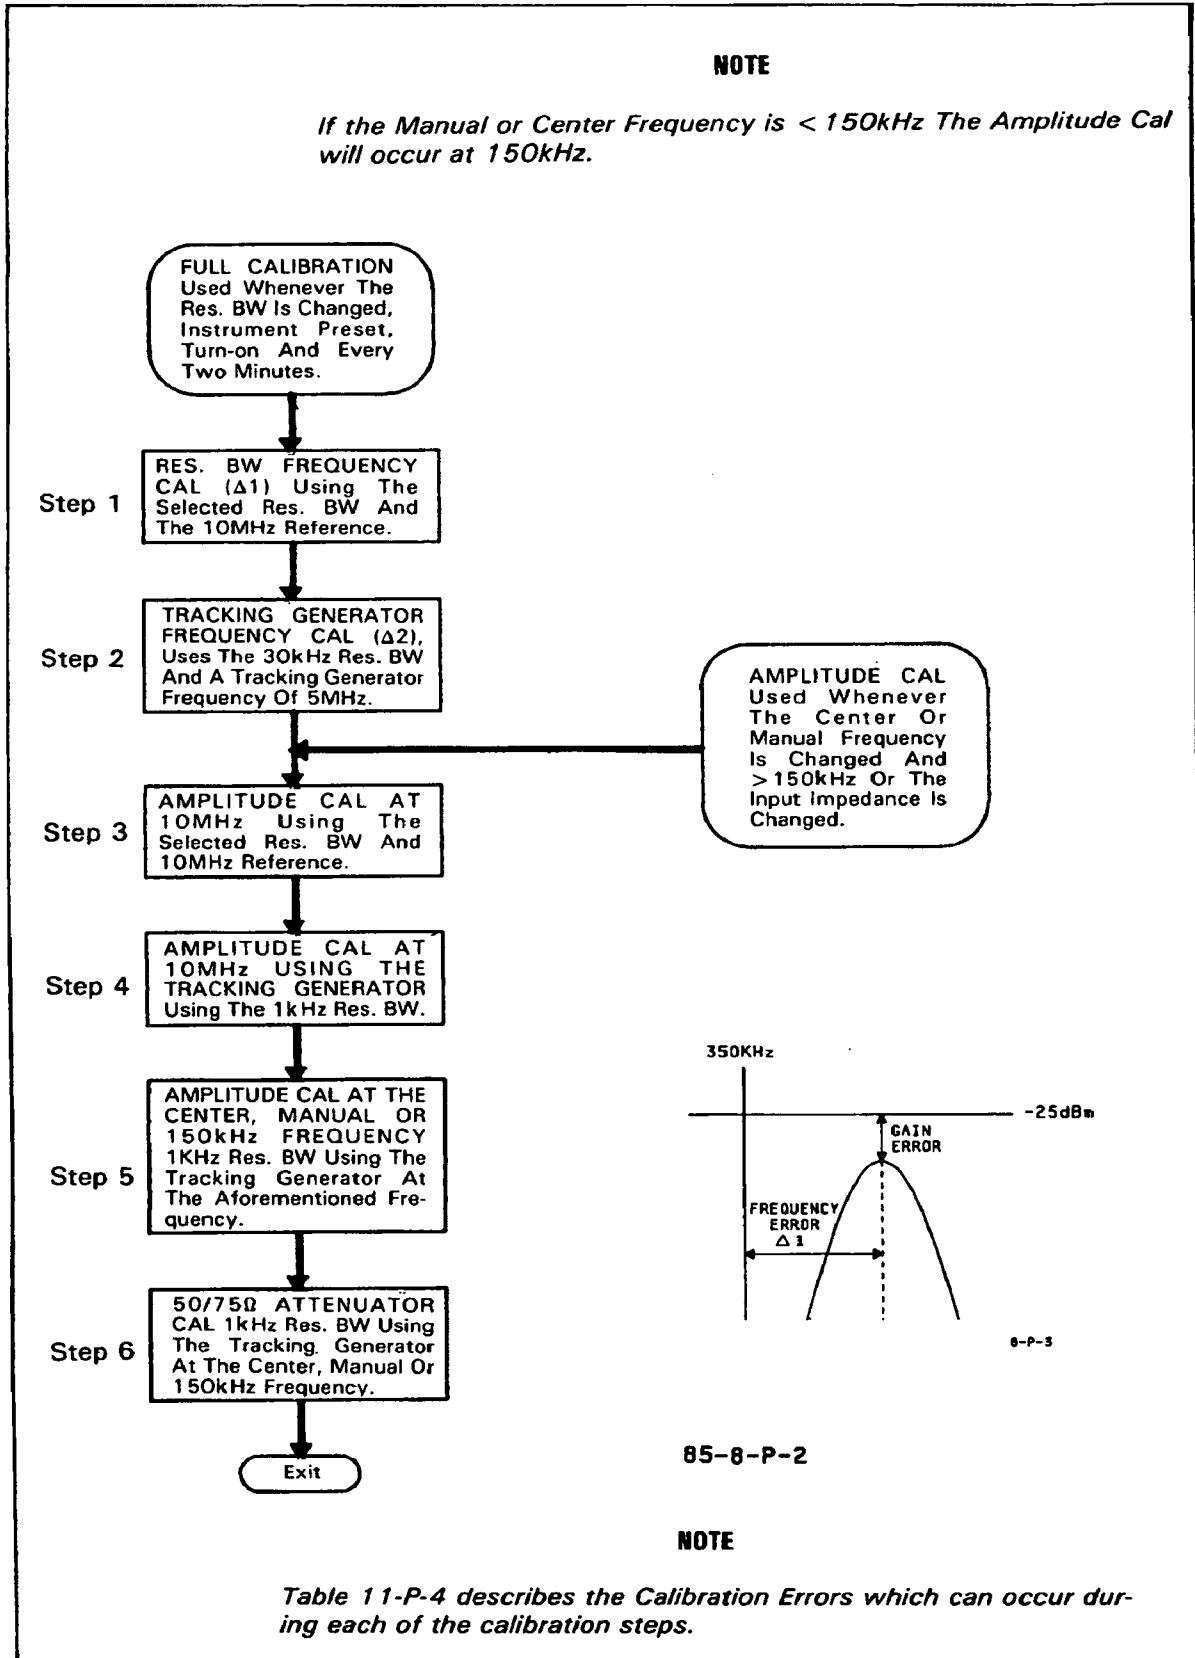 NOTE
If the Manual or Center Frequency is < 150kHz The Amplitude Cal
will occur at 150kHz.
FULL CALIBRATION
Used Whenever The
Res. BW Is Changed,
Instrument Preset,
Turn-on And Every
Two Minutes.
Step 1
RES. BW FREQUENCY
CAL (Δ1) Using The
Selected Res. BW And
The 10MHz Reference.
Step 2
TRACKING GENERATOR
FREQUENCY CAL (Δ2),
Uses The 30kHz Res. BW
And A Tracking Generator
Frequency Of 5MHz.
AMPLITUDE CAL
Used Whenever
The Center Or
Manual Frequency
Is Changed And
>150kHz Or The
Input Impedance Is
Changed.
Step 3
AMPLITUDE CAL AT
10MHz Using The
Selected Res. BW And
10MHz Reference.
Step 4
AMPLITUDE CAL AT
10MHz USING THE
TRACKING GENERATOR
Using The 1kHz Res. BW.
Step 5
AMPLITUDE CAL AT THE
CENTER, MANUAL OR
150kHz FREQUENCY
1KHz Res. BW Using The
Tracking Generator At
The Aforementioned Fre-
quency.
Step 6
50/75Ω ATTENUATOR
CAL 1kHz Res. BW Using
The Tracking. Generator
At The Center, Manual Or
150kHz Frequency.
Exit
350KHz
-25dBm
GAIN
ERROR
FREQUENCY
ERROR
Δ 1
8-P-3
85-8-P-2
NOTE
Table 11-P-4 describes the Calibration Errors which can occur dur-
ing each of the calibration steps.